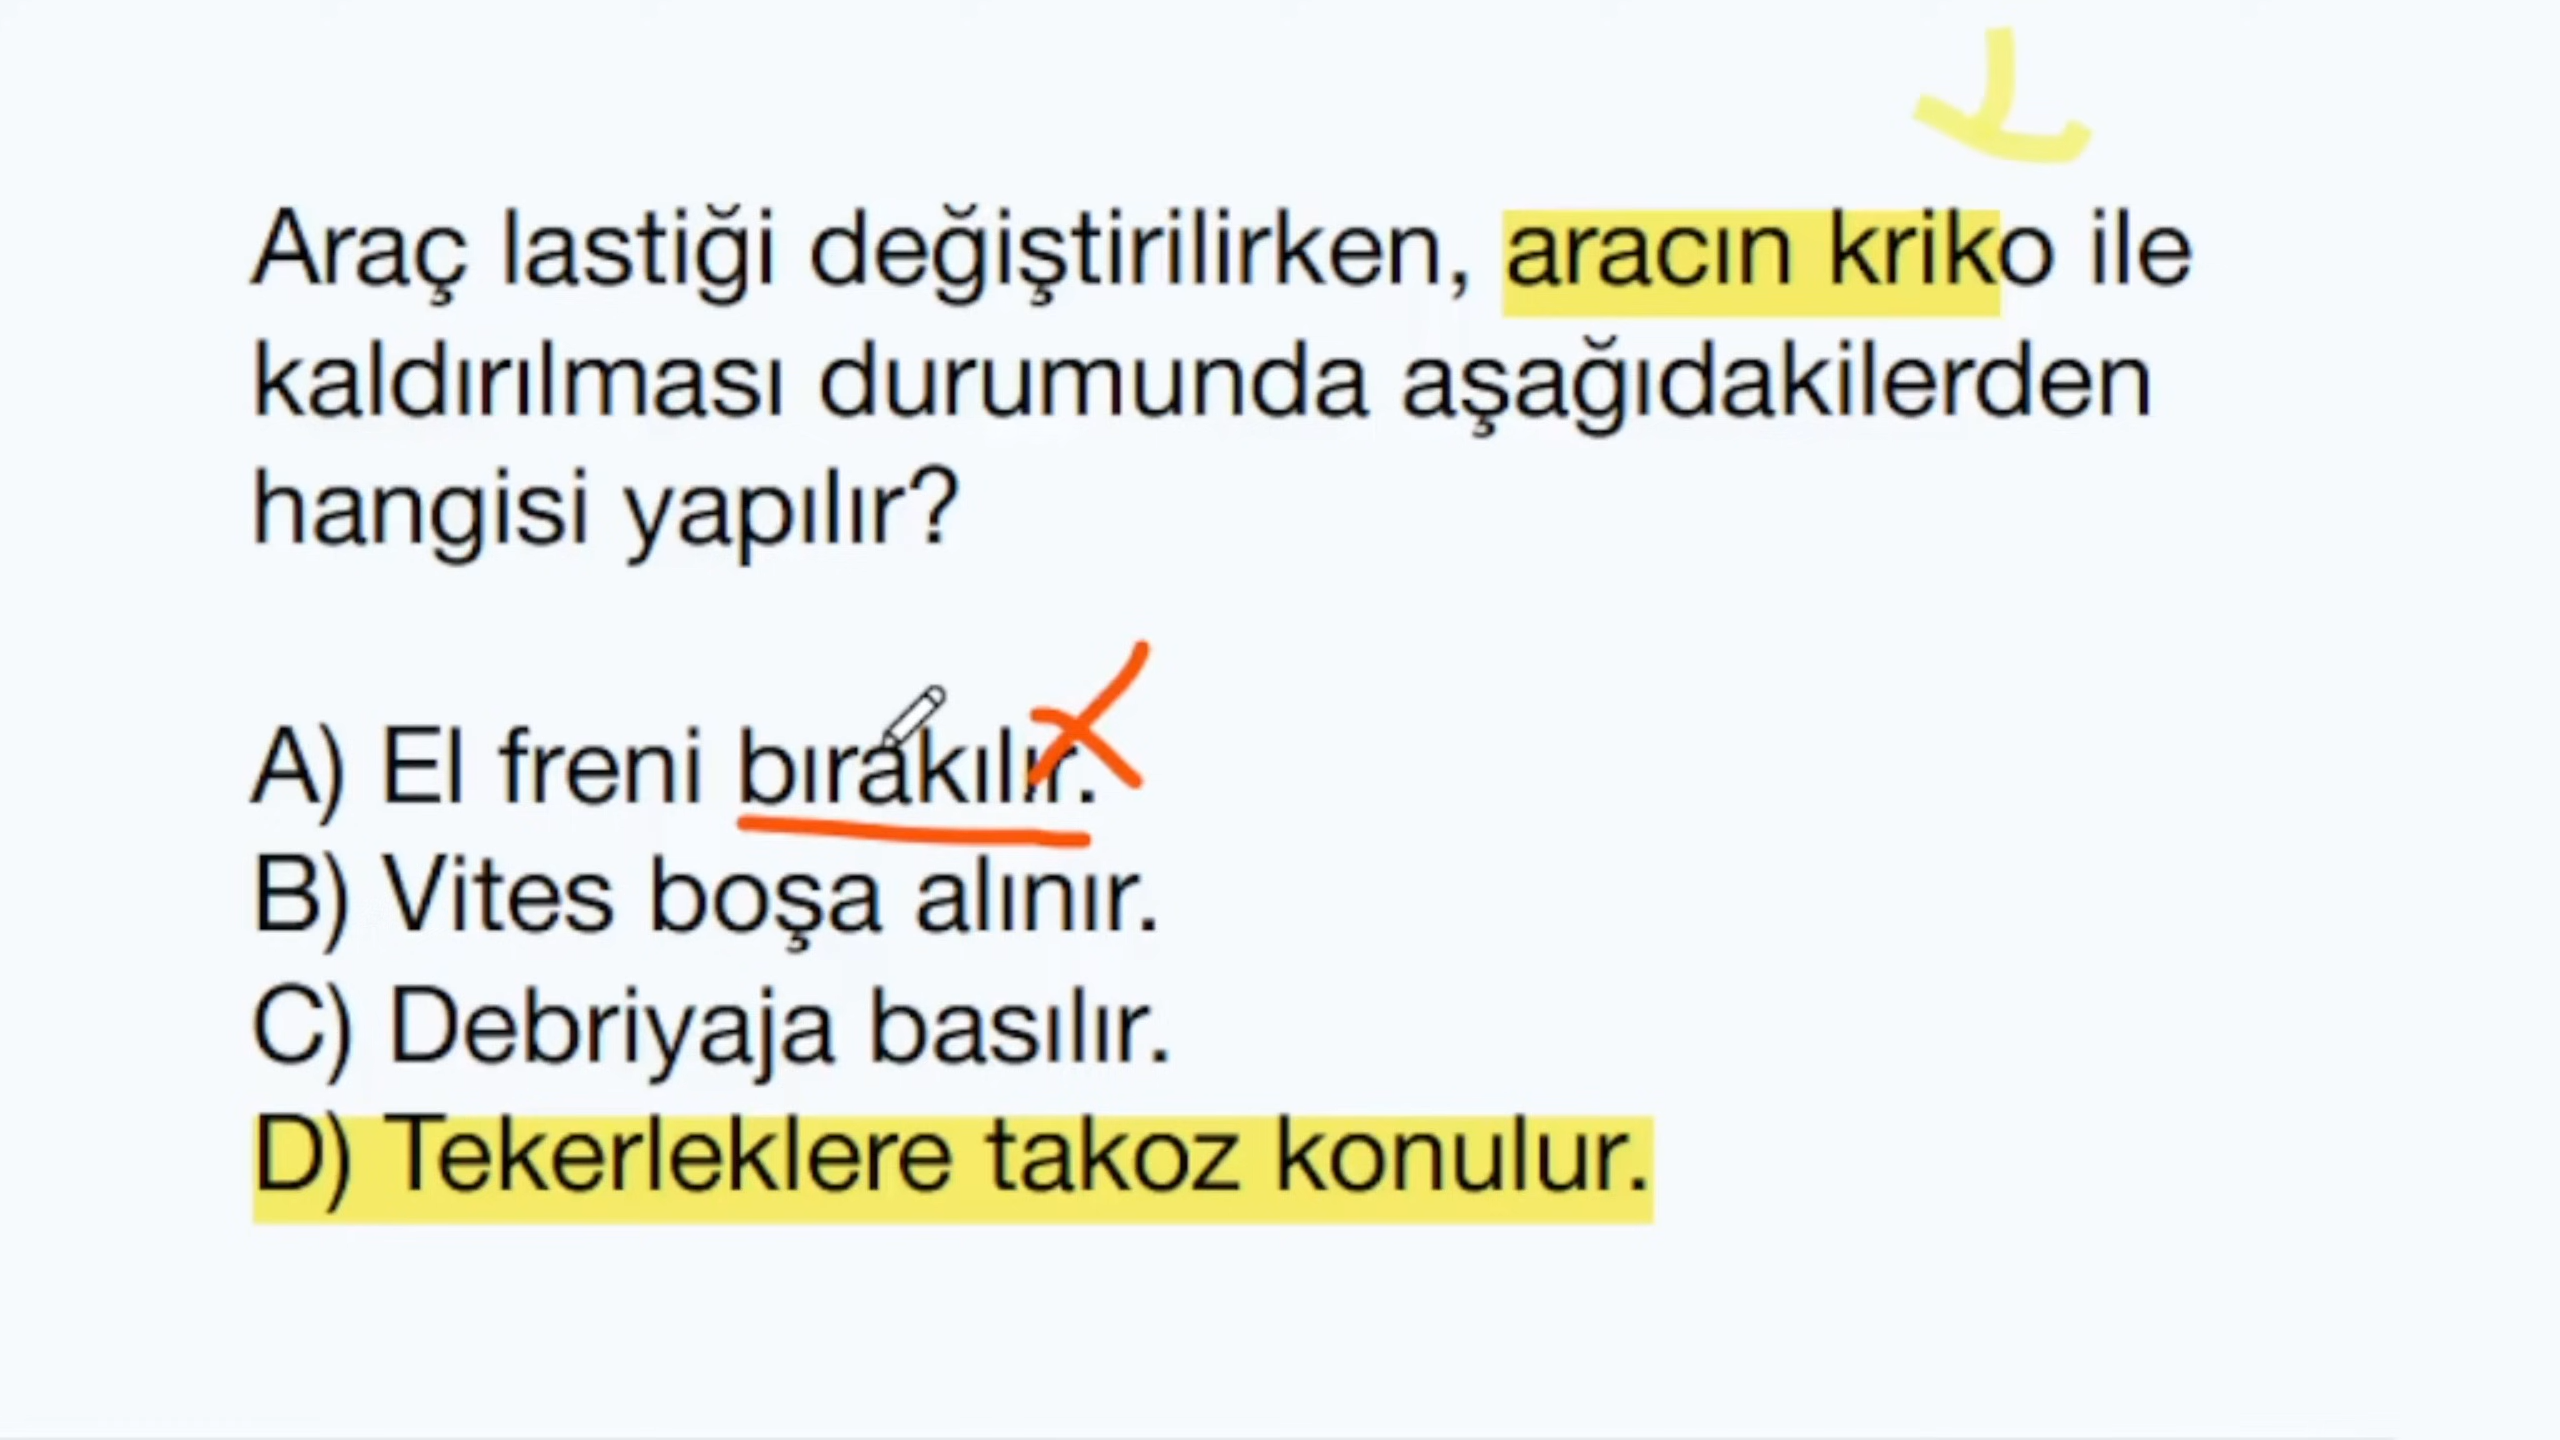 Araç lastiği değiştirilirken, aracın kriko ile
kaldırılması durumunda aşağıdakilerden
hangisi yapılır?
A) El freni bırakılır.
B) Vites boşa alınır.
C) Debriyaja basılır.
D) Tekerleklere takoz konulur.